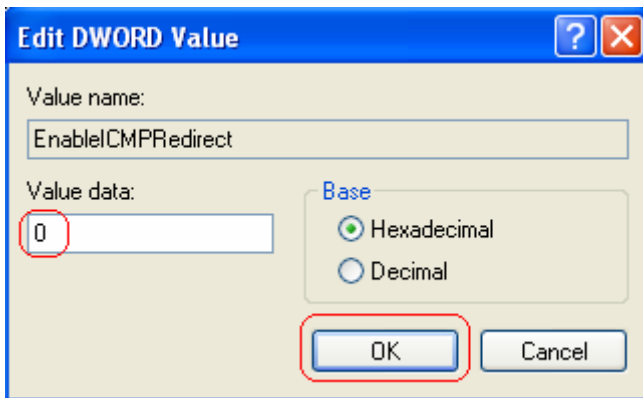 Edit DWORD Value
Value name:
EnableICMPRedirect
Value data:
0
Base
Hexadecimal
Decimal
OK
Cancel